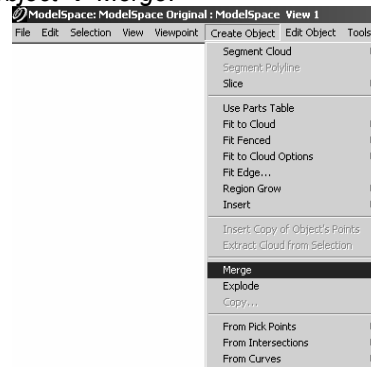 ModelSpace: ModelSpace Original : ModelSpace View 1
File Edit Selection View Viewpoint Create Object Edit Object Tools
Segment Cloud
Segment Polyline
Slice
Use Parts Table
Fit to Cloud
Fit Fenced
Fit to Cloud Options
Fit Edge...
Region Grow
Insert
Insert Copy of Object's Points
Extract Cloud from Selection
Merge
Explode
Copy...
From Pick Points
From Intersections
From Curves